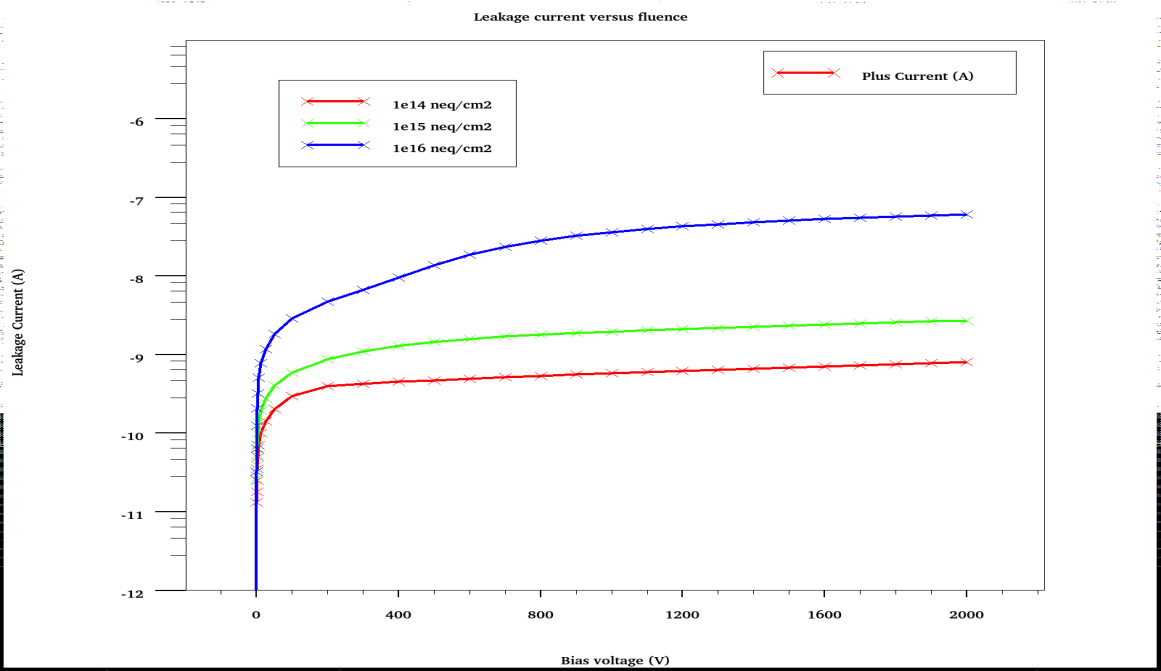 Leakage current versus fluence
Plus Current (A)
1e14 neq/cm2
1e15 neq/cm2
1e16 neq/cm2
Leakage Current (A)
-6
-7
-8
-9
-10
-11
-12
0 400 800 1200 1600 2000
Bias voltage (V)